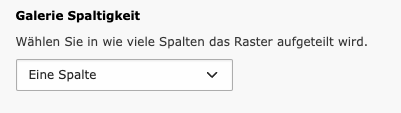 Galerie Spaltigkeit
Wählen Sie in wie viele Spalten das Raster aufgeteilt wird.
Eine Spalte